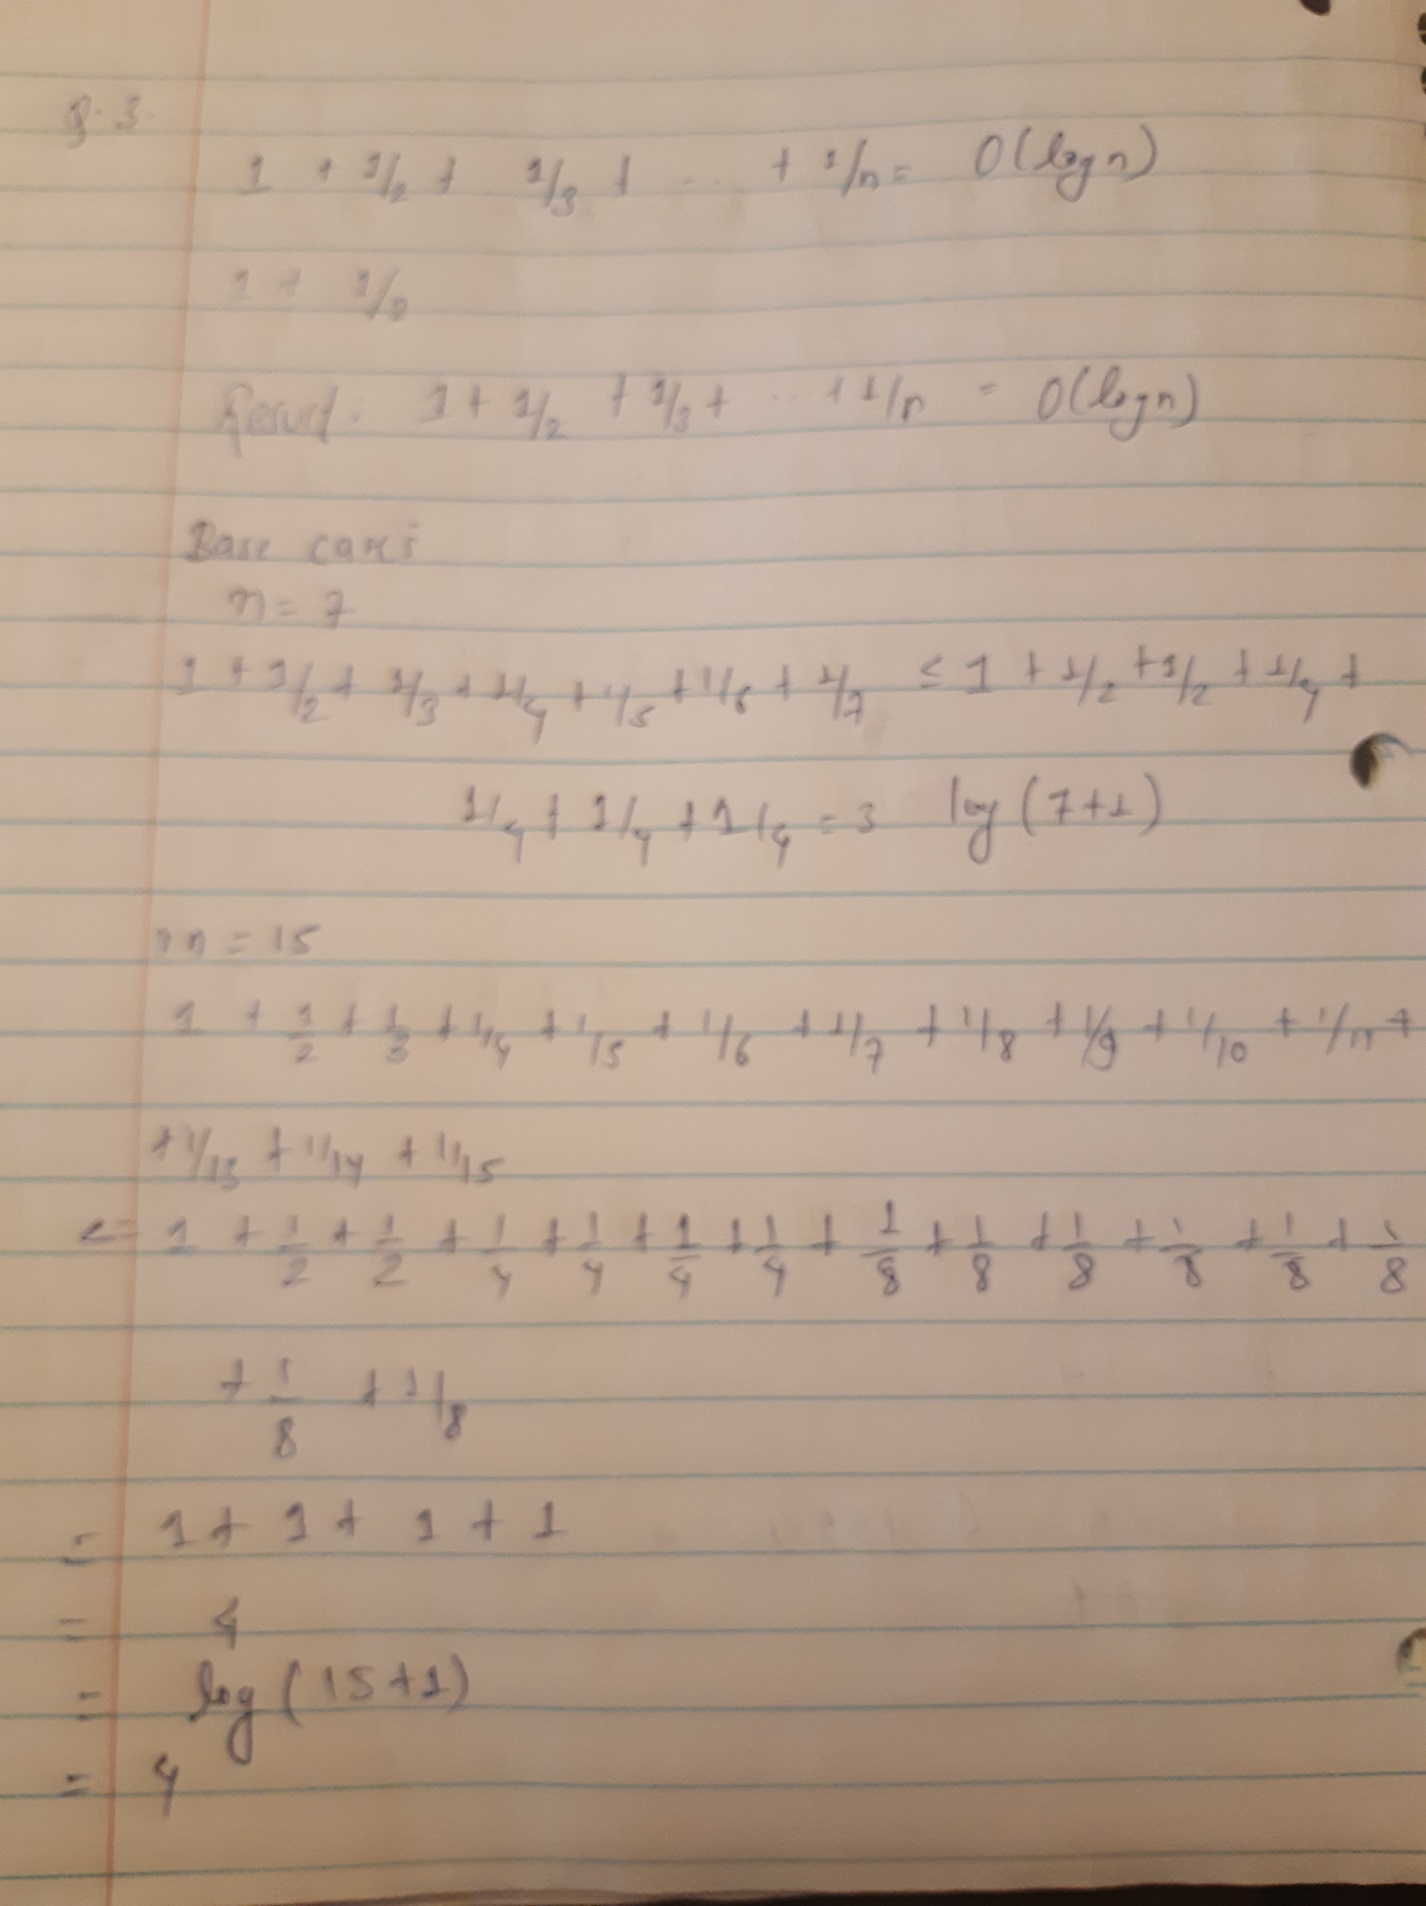 Q.3
1 + 1/2 + 1/3 + .. + 1/n = O(log n)
1 + 1/2
Result. 1 + 1/2 + 1/3 + ... + 1/n = O(log n)
Base case:
n = 7
1 + 1/2 + 1/3 + 1/4 + 1/5 + 1/6 + 1/7 ≤ 1 + 1/2 + 1/2 + 1/4 +
1/4 + 1/4 + 1/4 = 3 log (7+1)
n = 15
1 + 1/2 + 1/3 + 1/4 + 1/5 + 1/6 + 1/7 + 1/8 + 1/9 + 1/10 + 1/11 +
+ 1/13 + 1/14 + 1/15
<= 1 + 1/2 + 1/2 + 1/4 + 1/4 + 1/4 + 1/4 + 1/8 + 1/8 + 1/8 + 1/8 + 1/8 + 1/8
+ 1/8 + 1/8
= 1 + 1 + 1 + 1
= 4
= log (15+1)
= 4